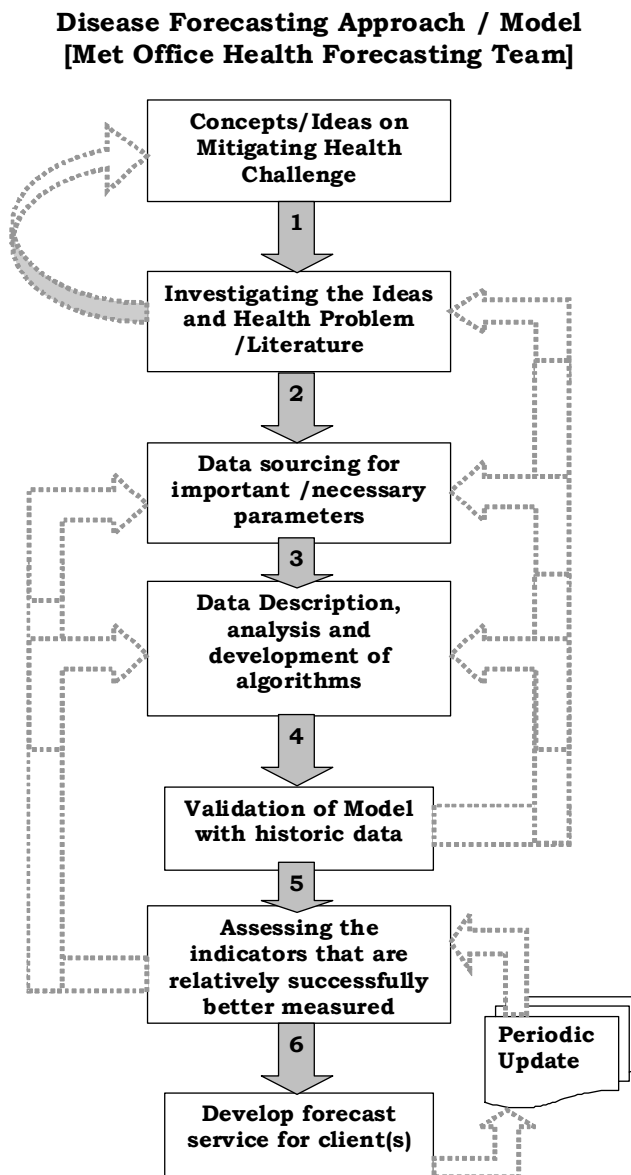 Disease Forecasting Approach / Model
[Met Office Health Forecasting Team]
Concepts/Ideas on
Mitigating Health
Challenge
1
Investigating the Ideas
and Health Problem
/Literature
2
Data sourcing for
important /necessary
parameters
3
Data Description,
analysis and
development of
algorithms
4
Validation of Model
with historic data
5
Assessing the
indicators that are
relatively successfully
better measured
6
Periodic
Update
Develop forecast
service for client(s)